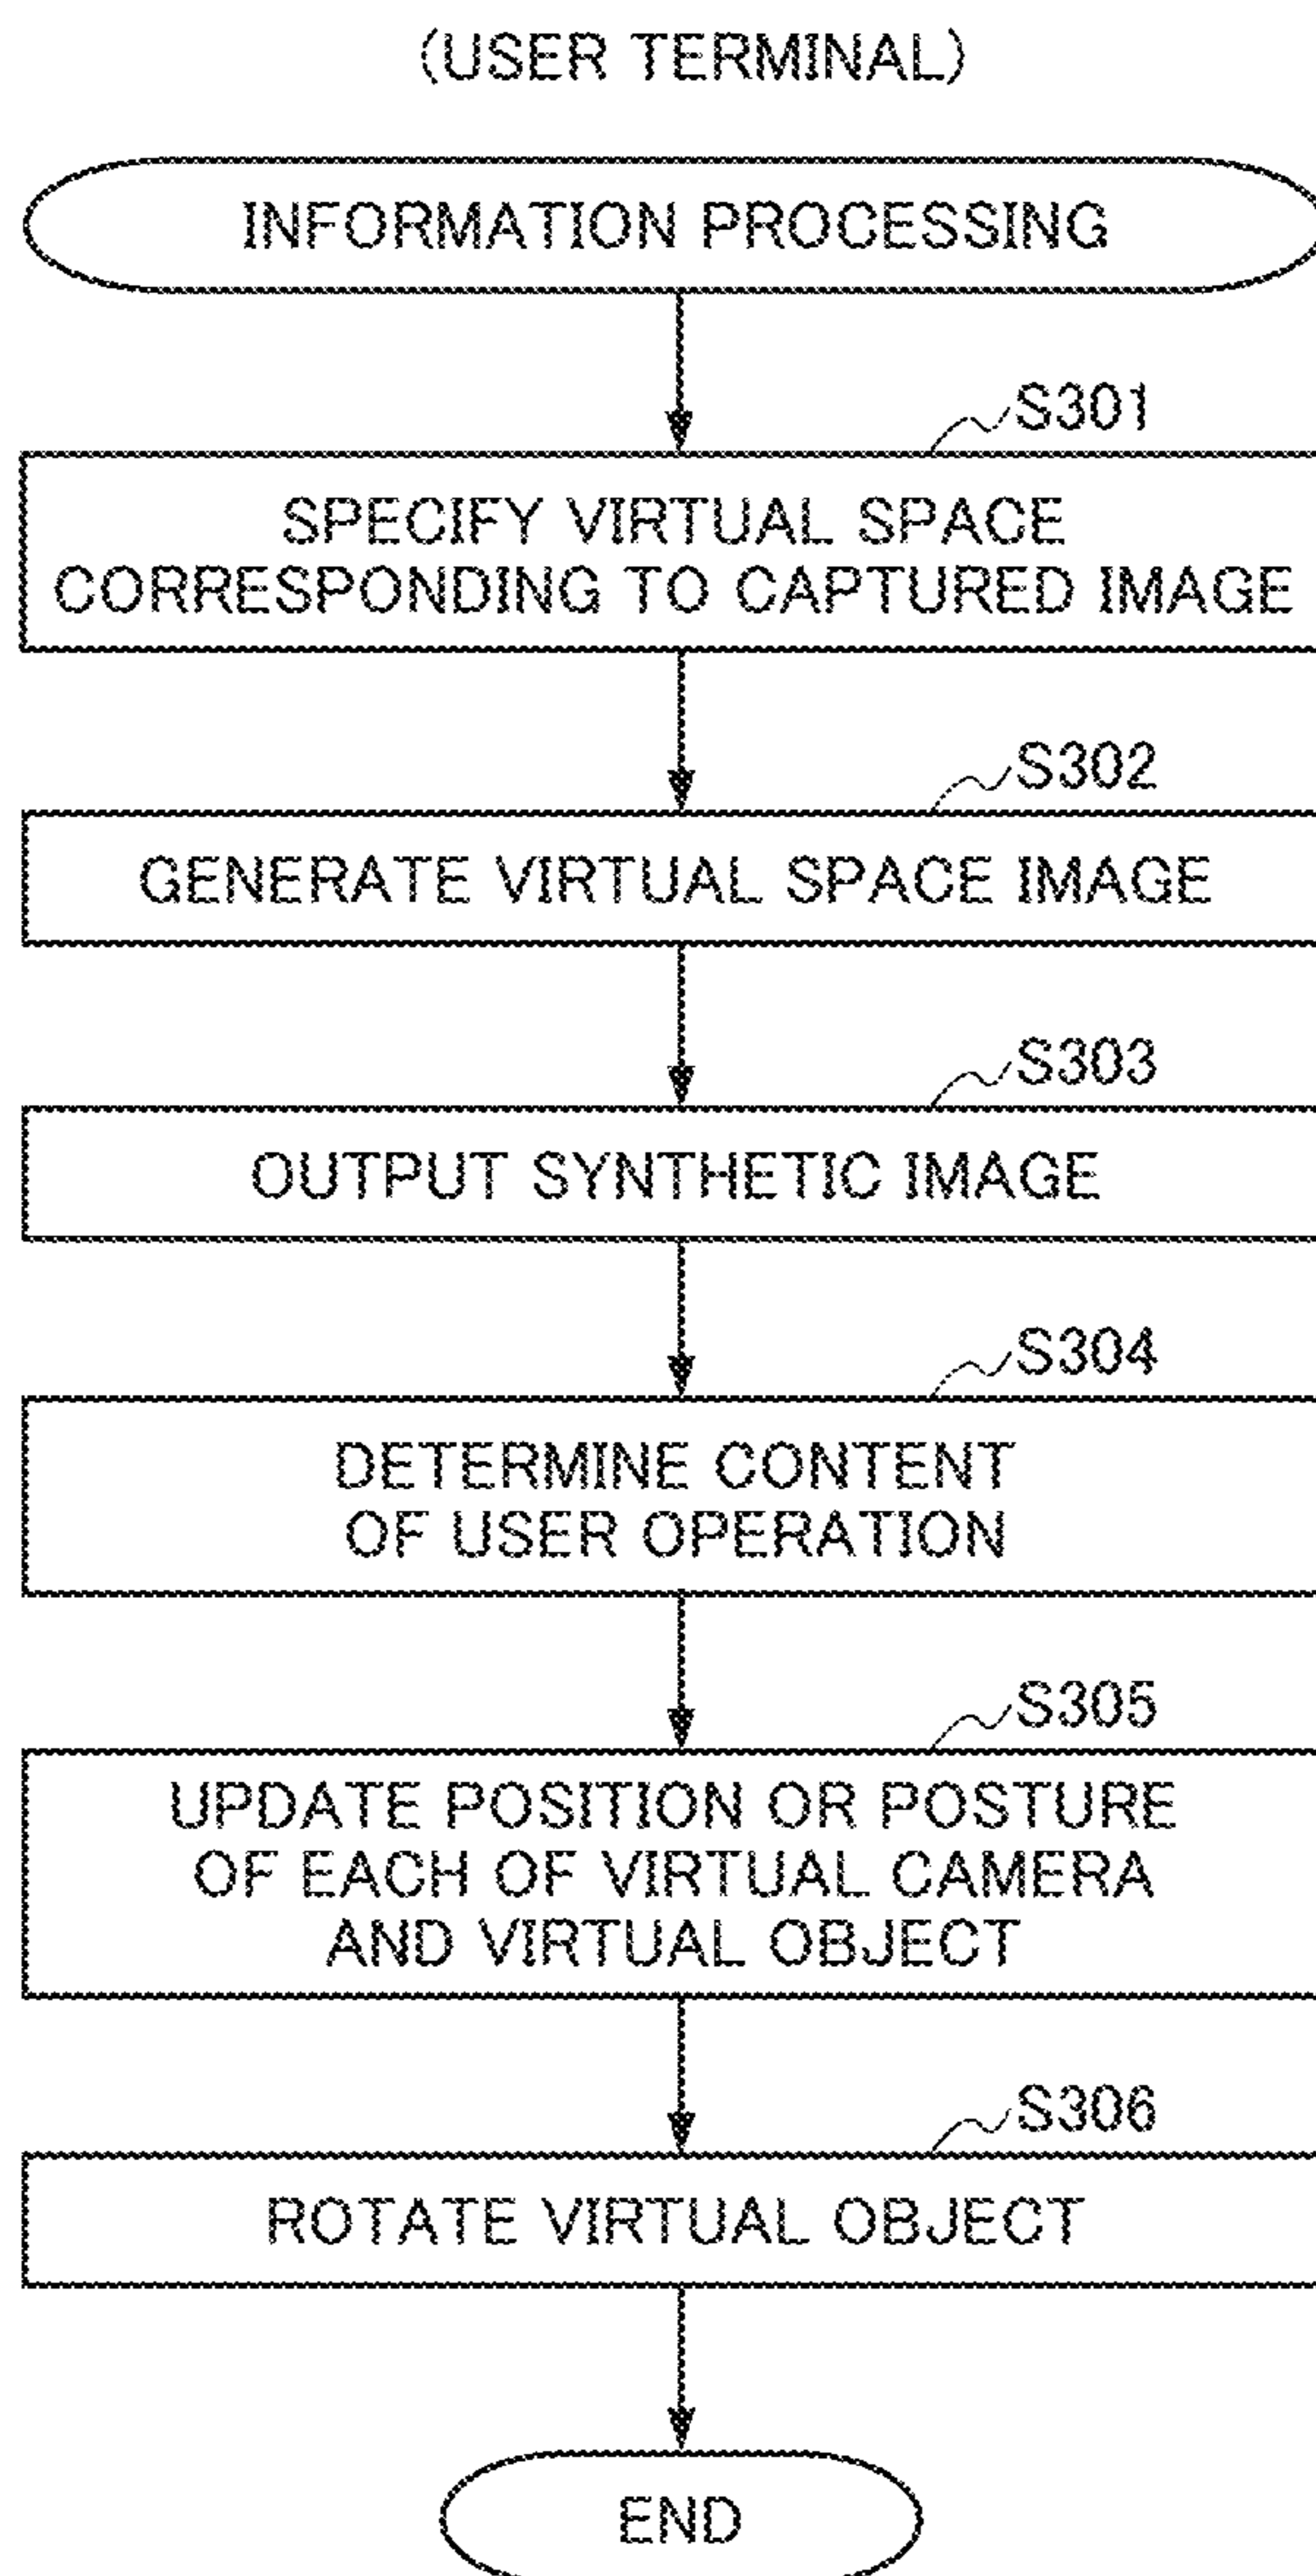 (USER TERMINAL)
INFORMATION PROCESSING
S301
SPECIFY VIRTUAL SPACE
CORRESPONDING TO CAPTURED IMAGE
S302
GENERATE VIRTUAL SPACE IMAGE
S303
OUTPUT SYNTHETIC IMAGE
S304
DETERMINE CONTENT
OF USER OPERATION
S305
UPDATE POSITION OR POSTURE
OF EACH OF VIRTUAL CAMERA
AND VIRTUAL OBJECT
S306
ROTATE VIRTUAL OBJECT
END